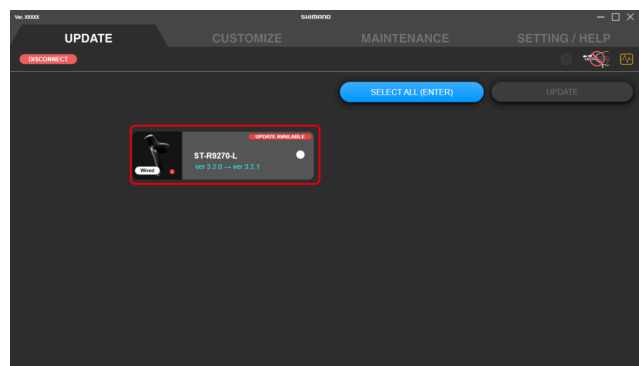 Ver. XXXXX
SHIMANO
UPDATE
CUSTOMIZE
MAINTENANCE
SETTING / HELP
DISCONNECT
SELECT ALL (ENTER)
UPDATE
UPDATE AVAILABLE
ST-R9270-L
ver 3.2.0 → ver 3.2.1
Wired